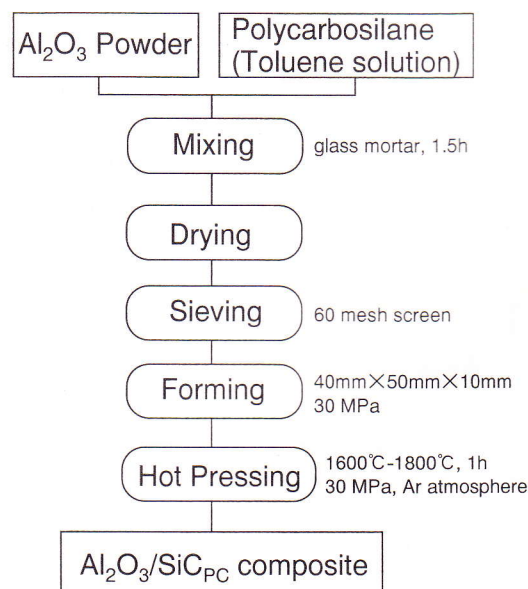 Al₂O₃ Powder
Polycarbosilane
(Toluene solution)
Mixing
glass mortar, 1.5h
Drying
Sieving
60 mesh screen
Forming
40mm×50mm×10mm
30 MPa
Hot Pressing
1600℃-1800℃, 1h
30 MPa, Ar atmosphere
Al₂O₃/SiC_PC composite